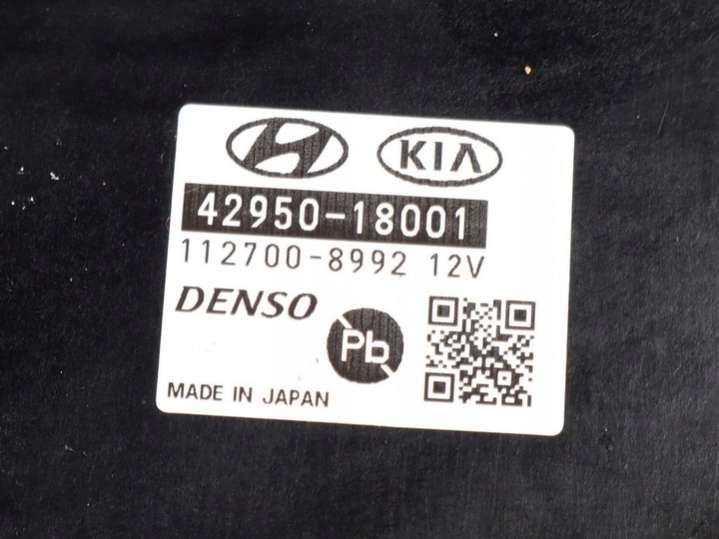 KIA
42950-18001
112700-8992 12V
DENSO
Pb
MADE IN JAPAN